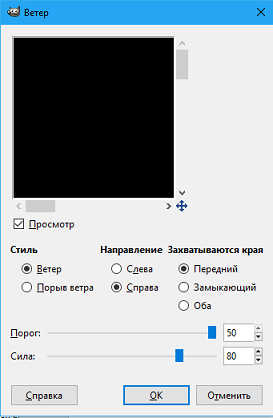 Ветер
Просмотр
Стиль Направление Захватываются края
Ветер Слева Передний
Порыв ветра Справа Замыкающий
Оба
Порог: 50
Сила: 80
Справка OK Отменить